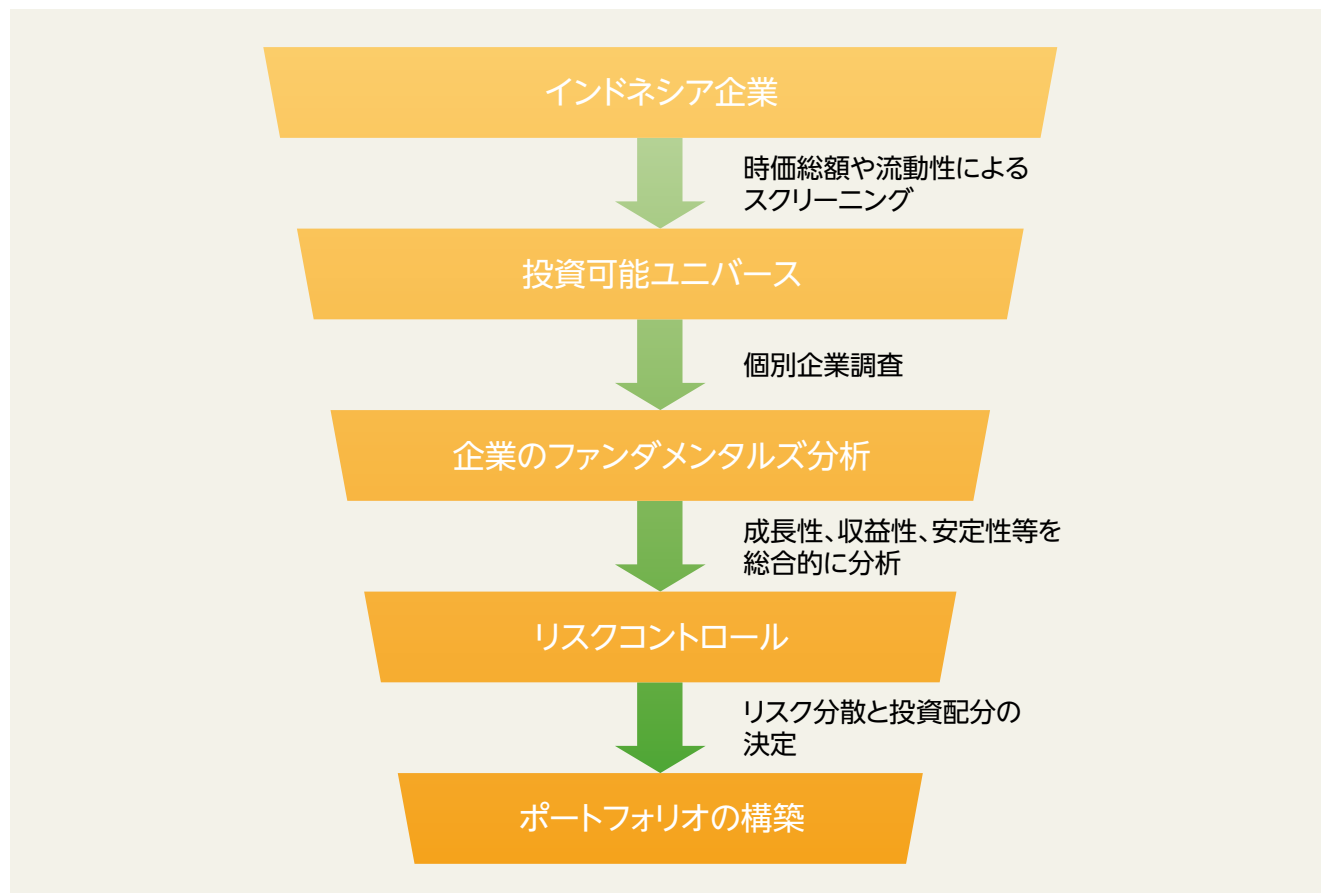 インドネシア企業
時価総額や流動性による
スクリーニング
投資可能ユニバース
個別企業調査
企業のファンダメンタルズ分析
成長性、収益性、安定性等を
総合的に分析
リスクコントロール
リスク分散と投資配分の
決定
ポートフォリオの構築